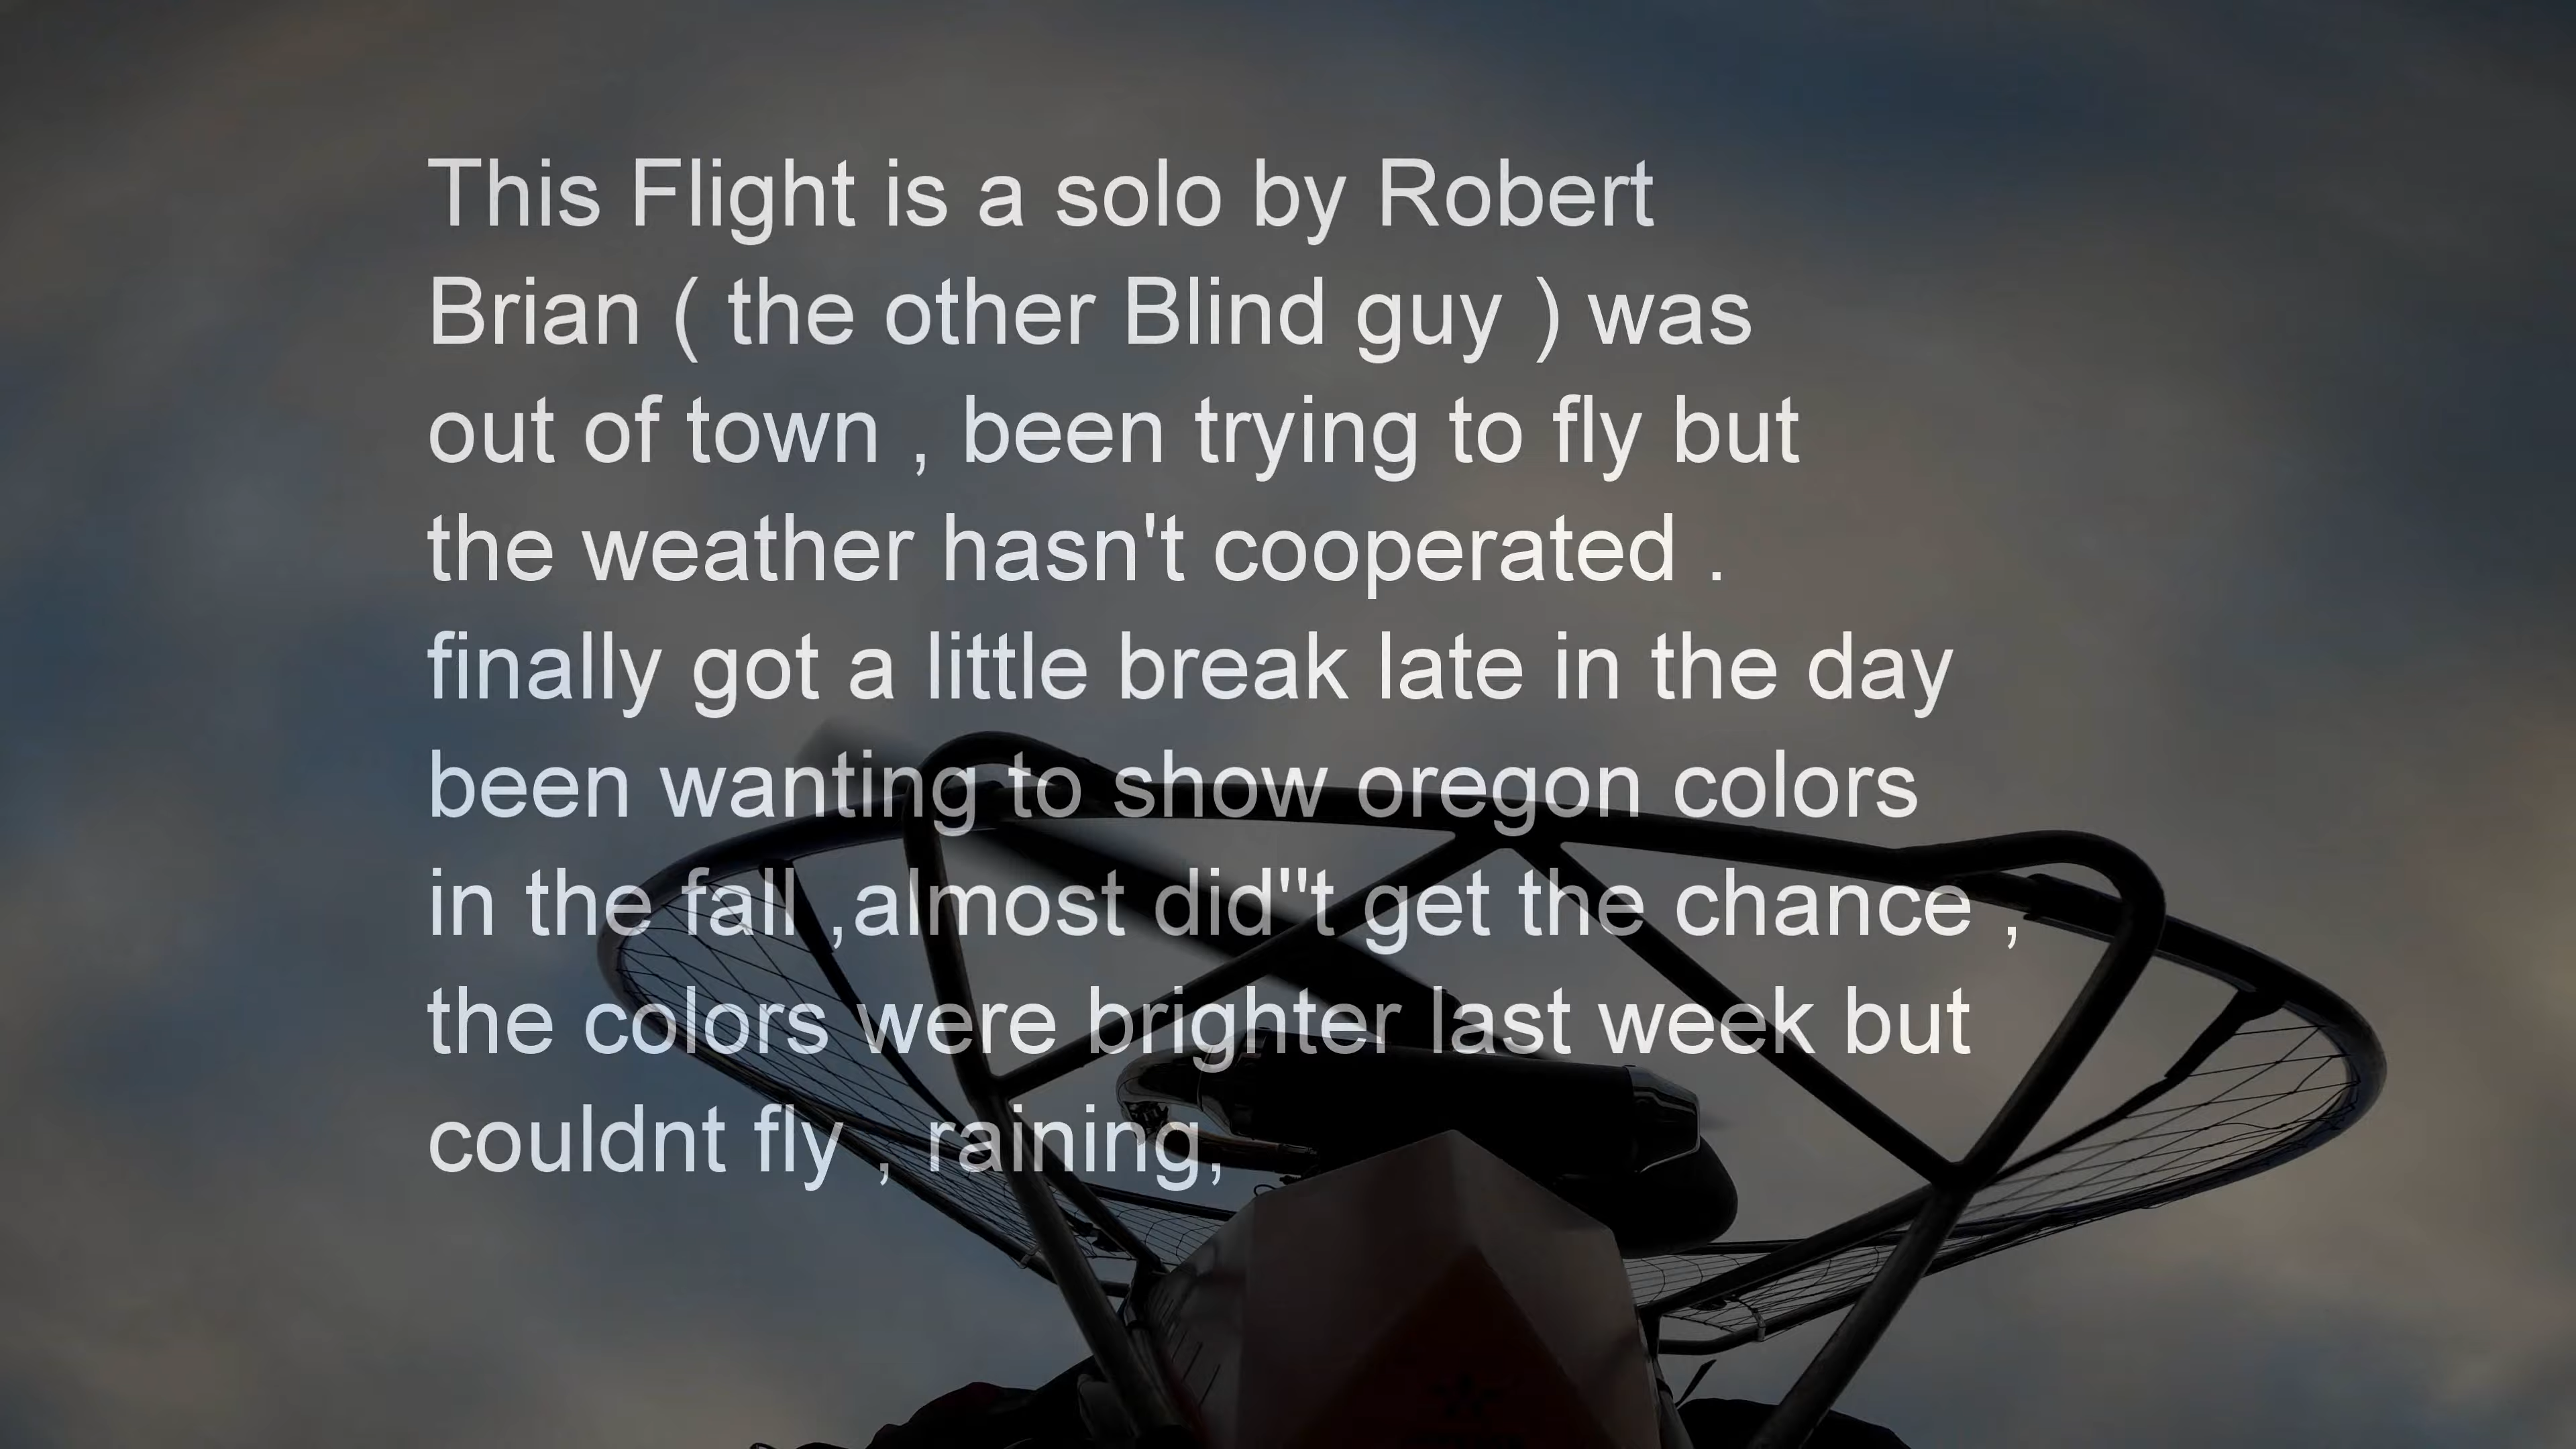 This Flight is a solo by Robert
Brian ( the other Blind guy ) was
out of town , been trying to fly but
the weather hasn't cooperated .
finally got a little break late in the day
been wanting to show oregon colors
in the fall ,almost did"t get the chance ,
the colors were brighter last week but
couldnt fly , raining,